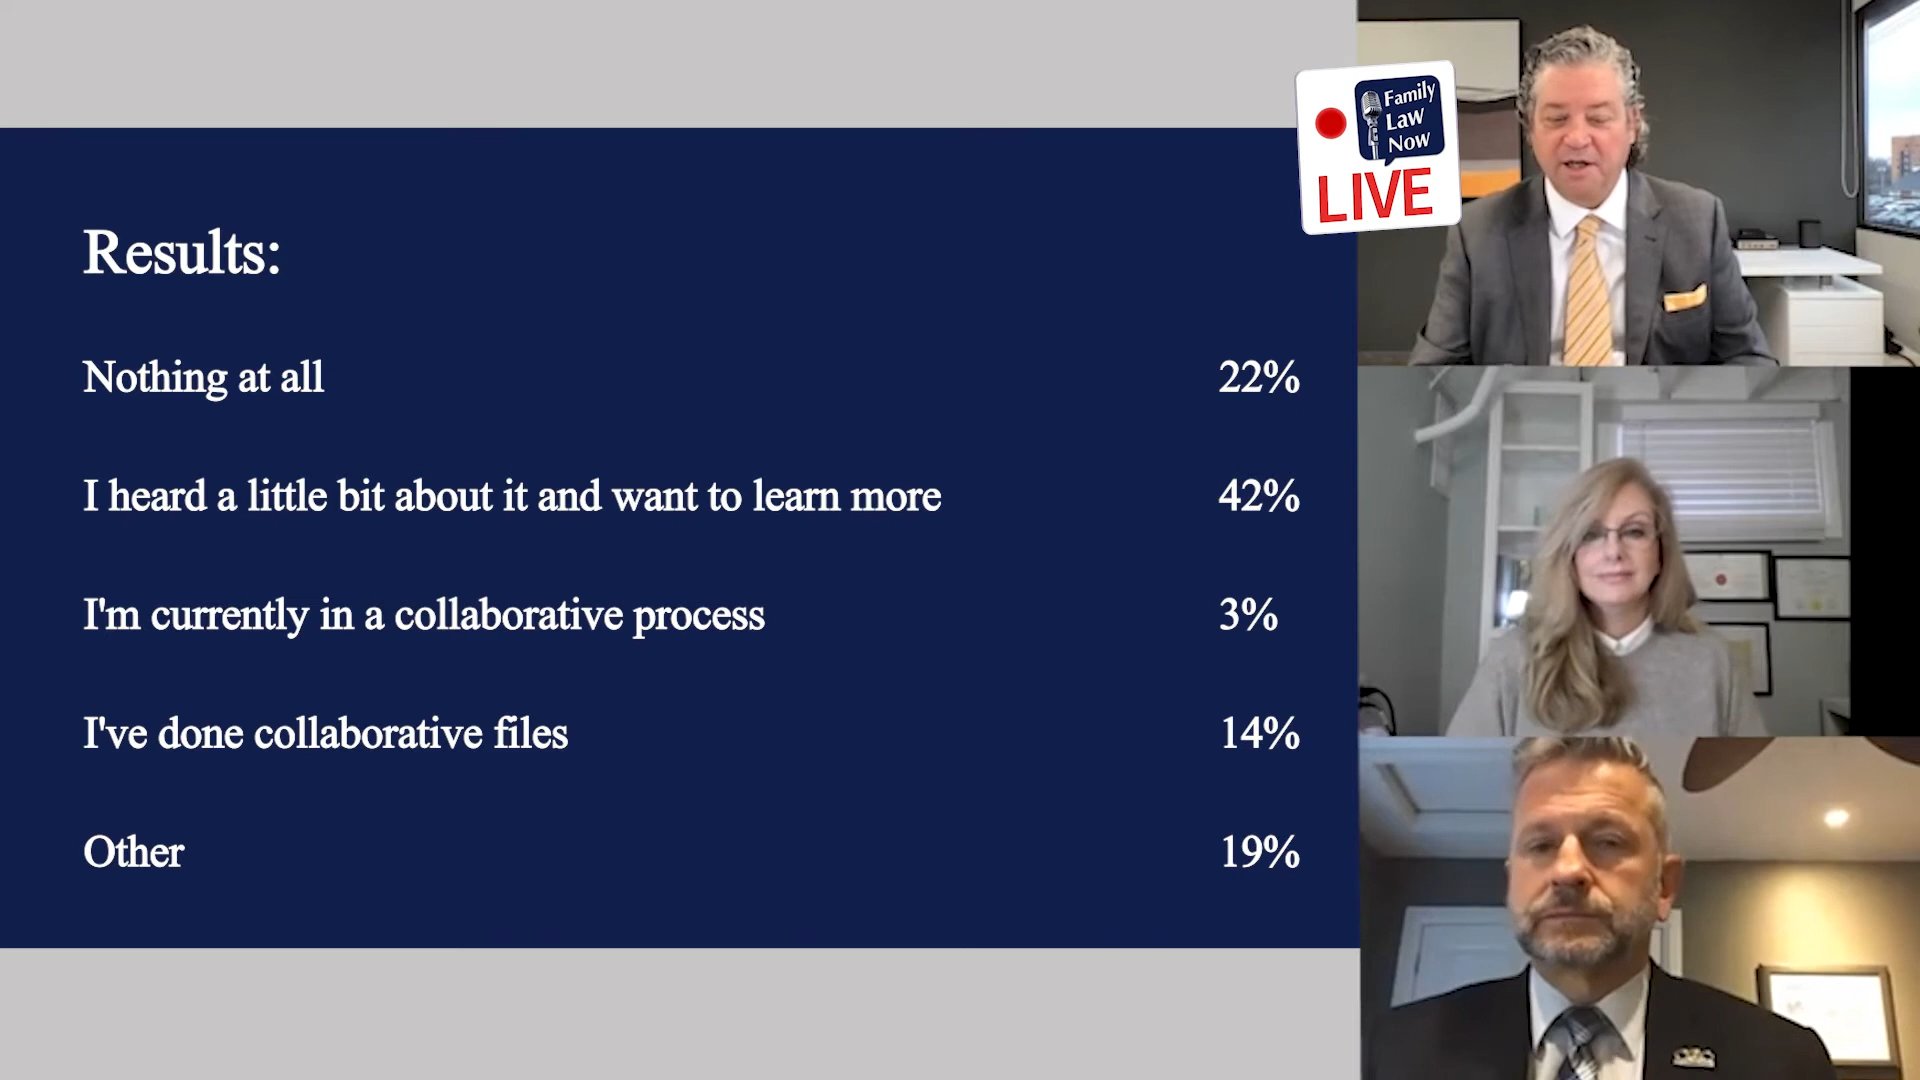 Results:
Nothing at all 22%
I heard a little bit about it and want to learn more 42%
I'm currently in a collaborative process 3%
I've done collaborative files 14%
Other 19%
Family
Law
Now
LIVE